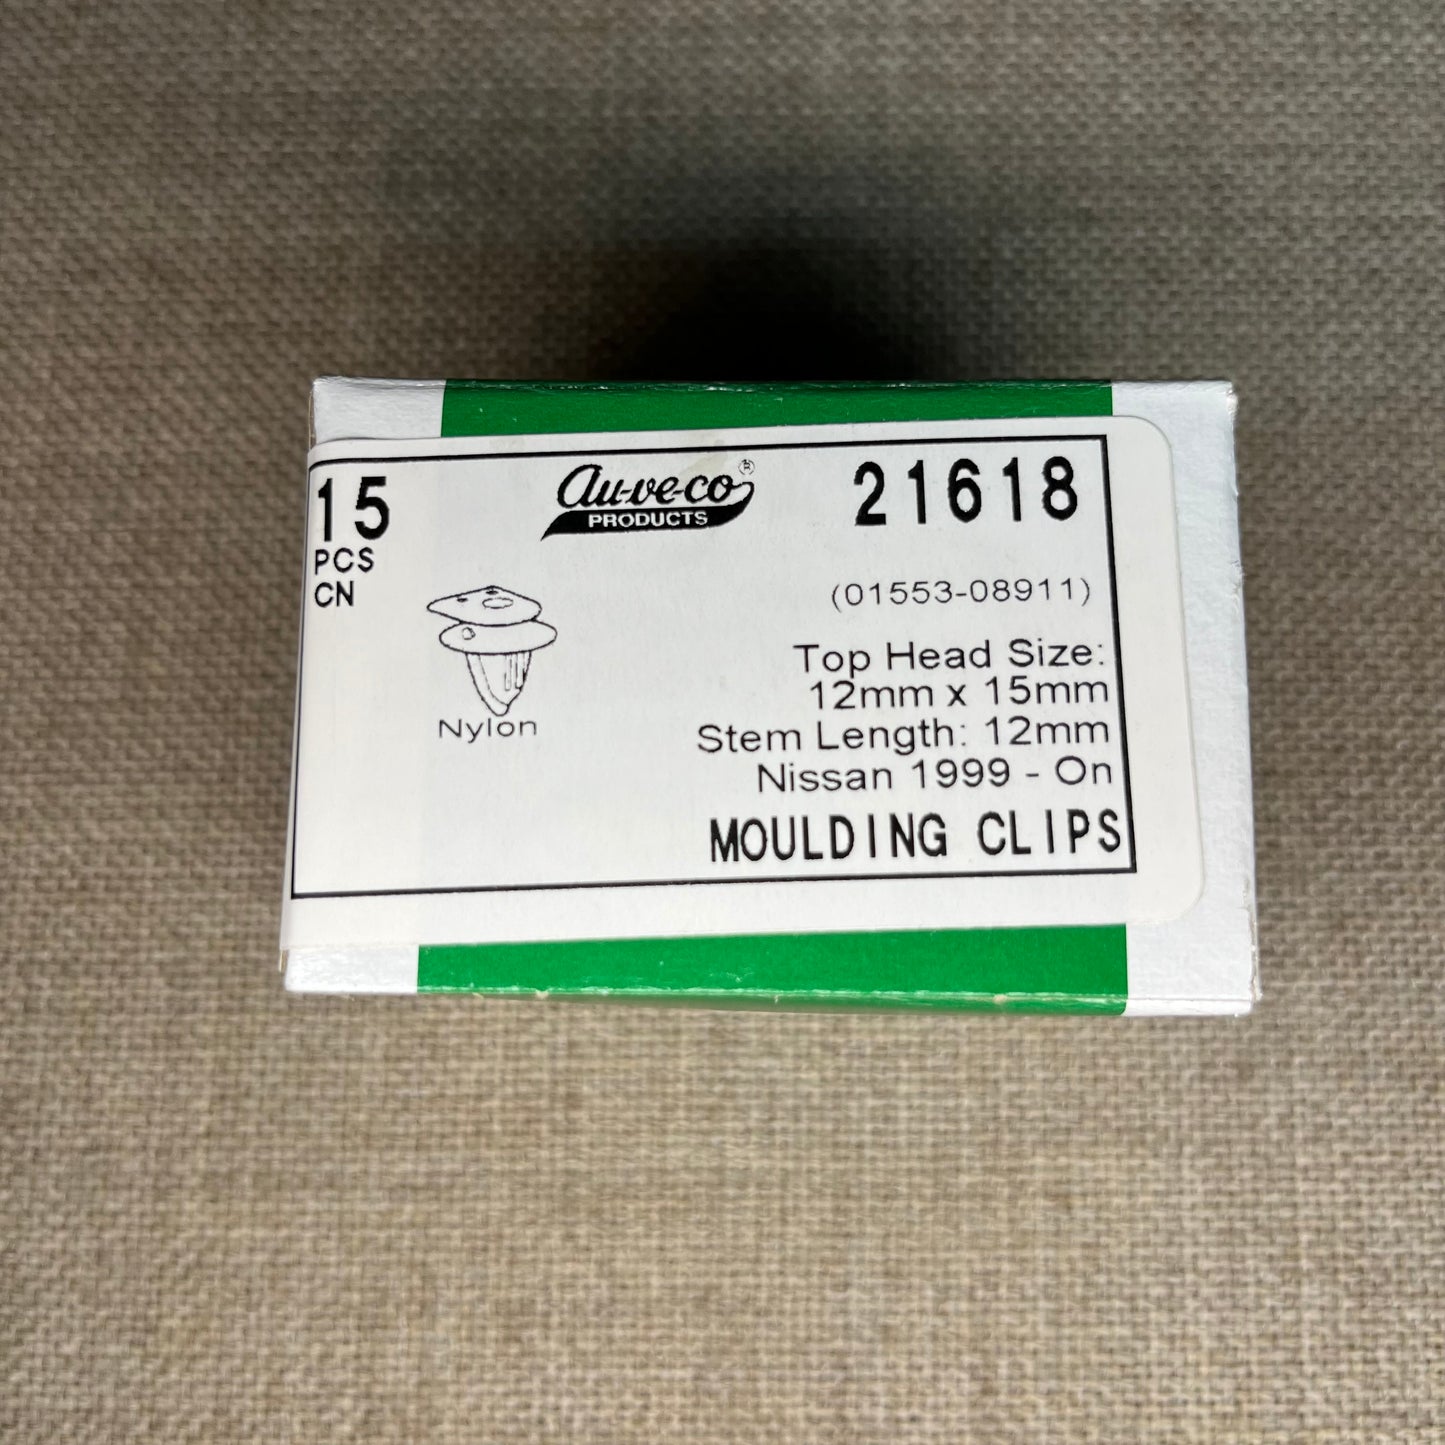 15
PCS
CN
au-ve-co®
PRODUCTS
21618
(01553-08911)
Nylon
Top Head Size:
12mm x 15mm
Stem Length: 12mm
Nissan 1999 - On
MOULDING CLIPS